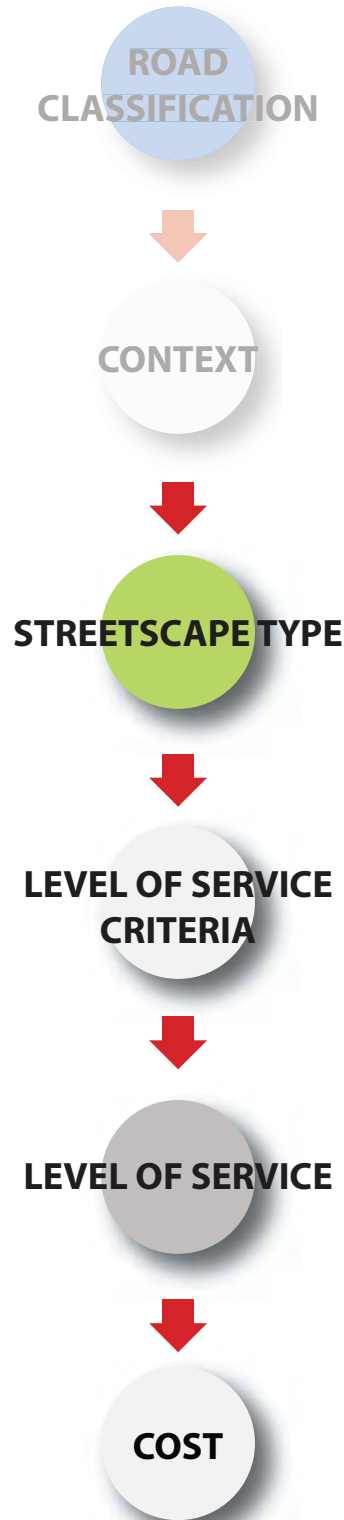 ROAD
CLASSIFICATION
CONTEXT
STREETSCAPE TYPE
LEVEL OF SERVICE
CRITERIA
LEVEL OF SERVICE
COST